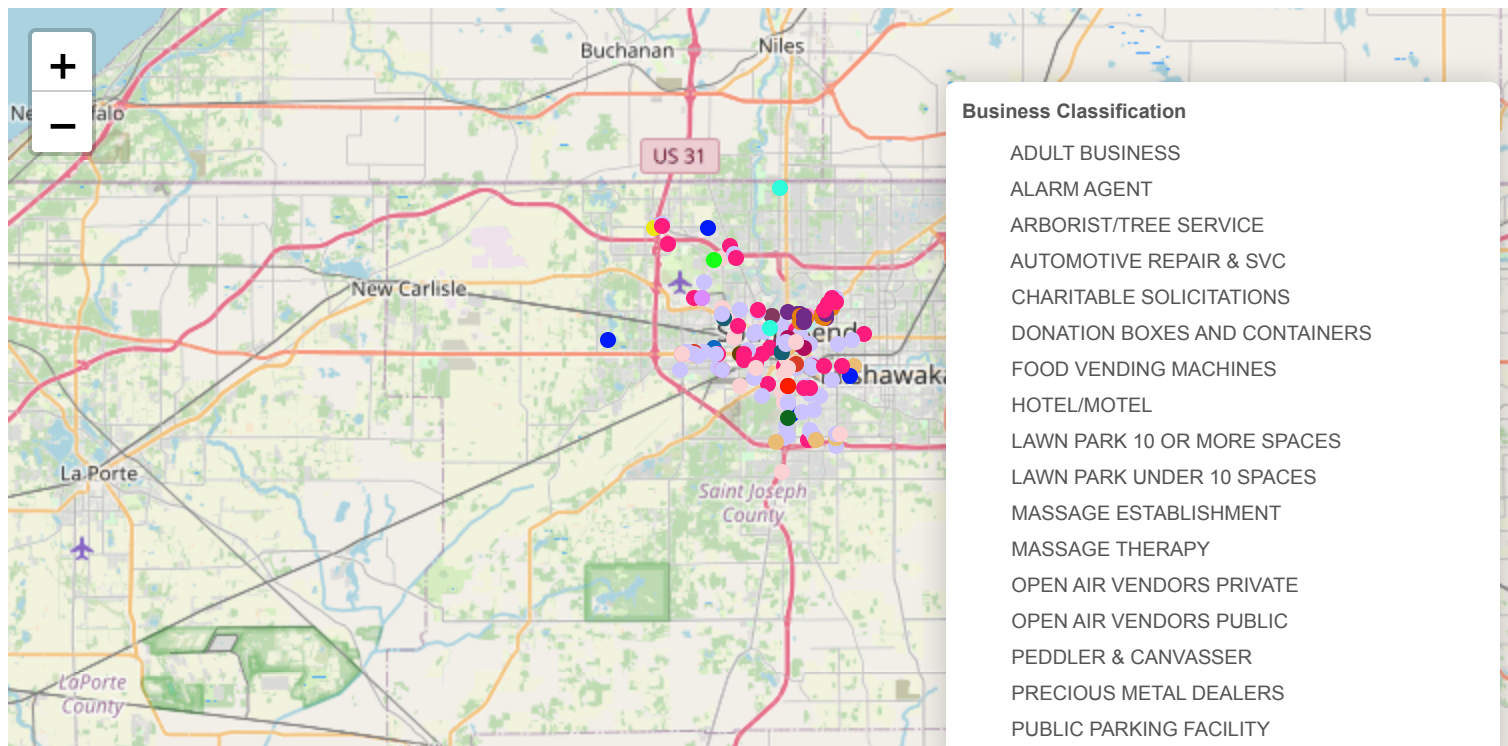 +
−
Buchanan
Niles
US 31
New Carlisle
La Porte
Saint Joseph
County
LaPorte
County
Business Classification
ADULT BUSINESS
ALARM AGENT
ARBORIST/TREE SERVICE
AUTOMOTIVE REPAIR & SVC
CHARITABLE SOLICITATIONS
DONATION BOXES AND CONTAINERS
FOOD VENDING MACHINES
HOTEL/MOTEL
LAWN PARK 10 OR MORE SPACES
LAWN PARK UNDER 10 SPACES
MASSAGE ESTABLISHMENT
MASSAGE THERAPY
OPEN AIR VENDORS PRIVATE
OPEN AIR VENDORS PUBLIC
PEDDLER & CANVASSER
PRECIOUS METAL DEALERS
PUBLIC PARKING FACILITY